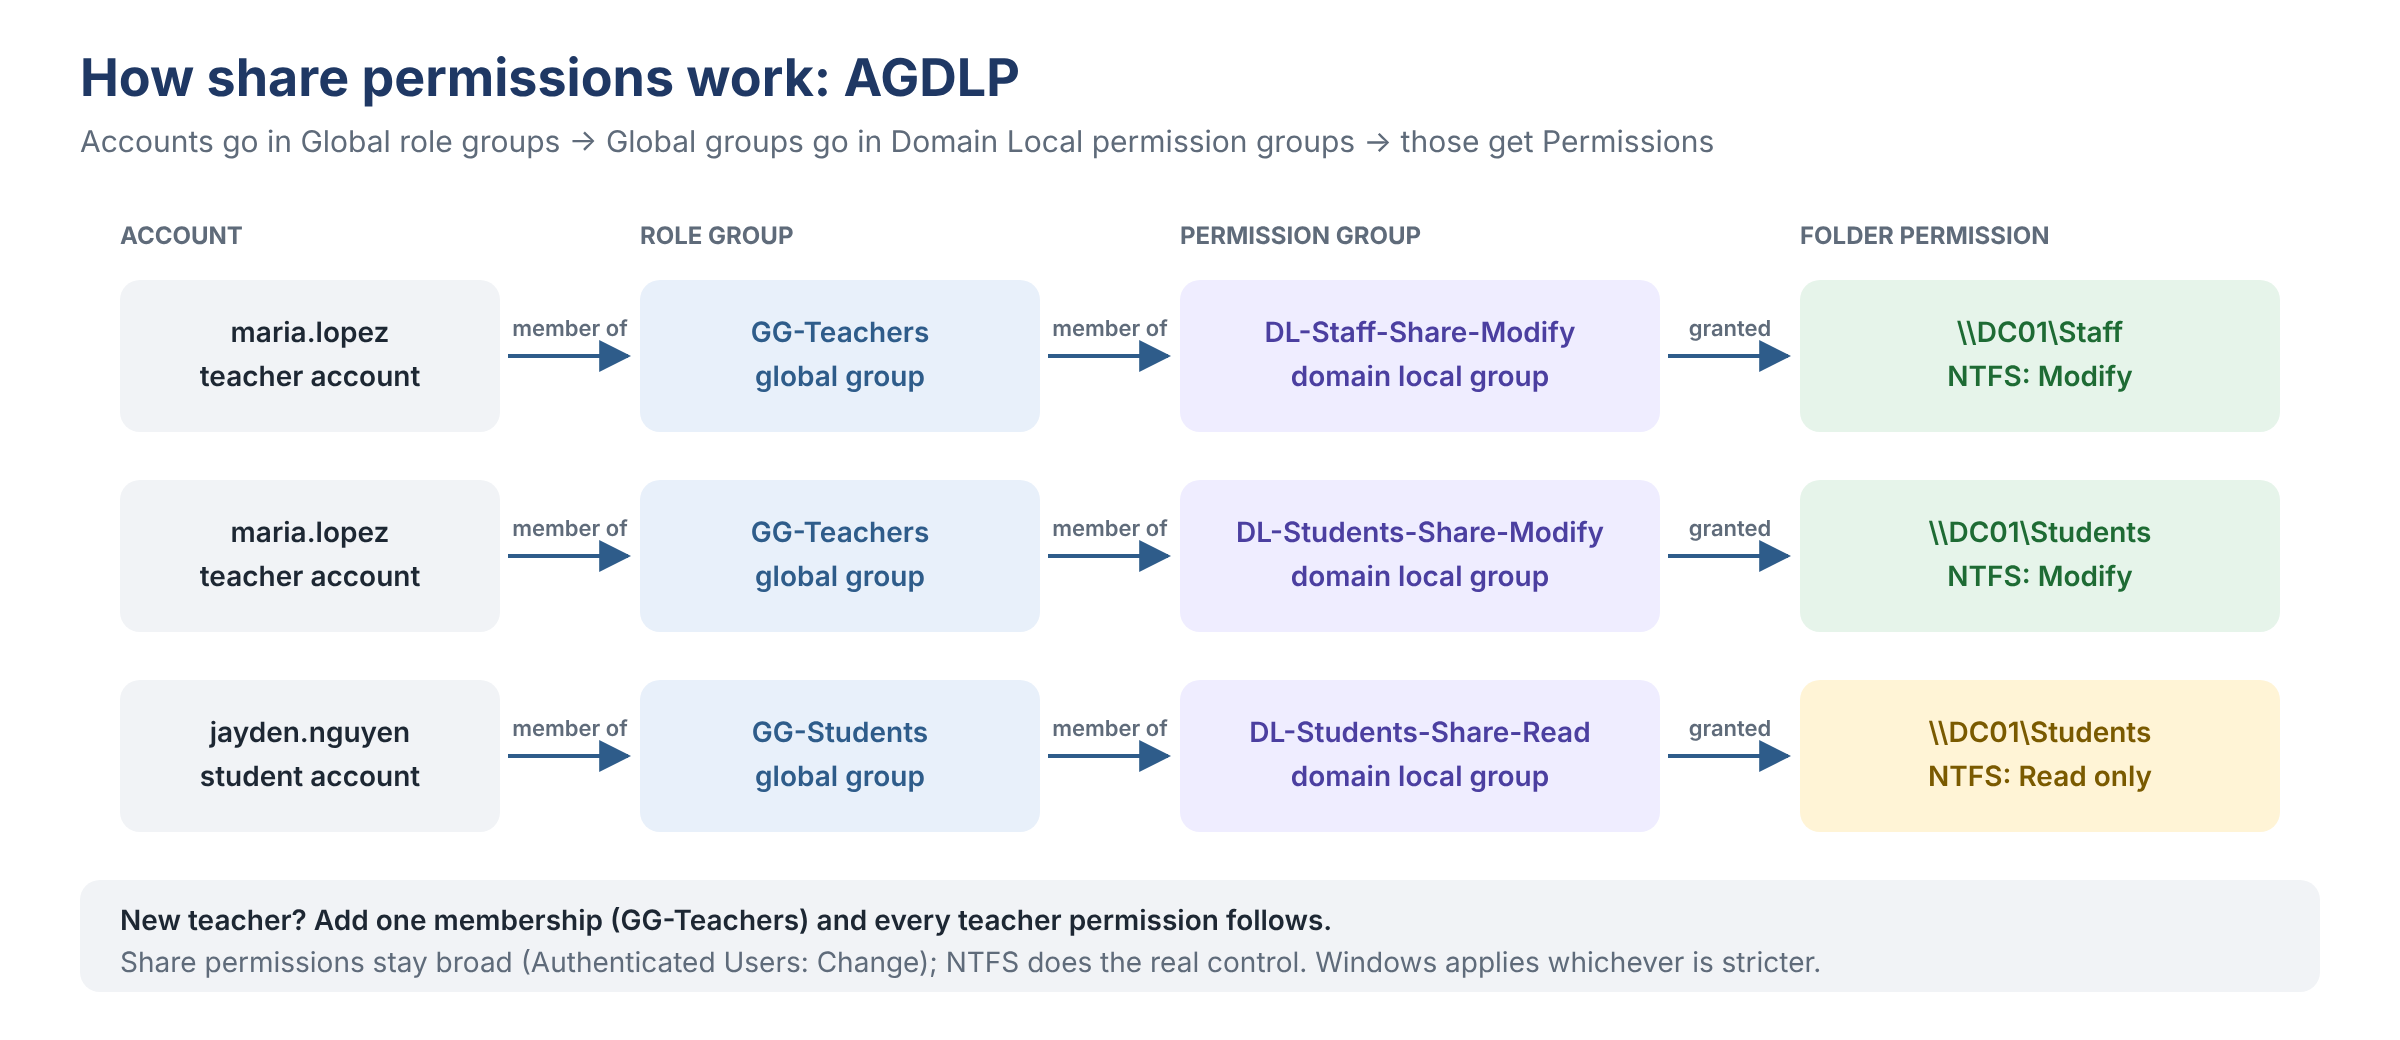 How share permissions work: AGDLP
Accounts go in Global role groups → Global groups go in Domain Local permission groups → those get Permissions
ACCOUNT
ROLE GROUP
PERMISSION GROUP
FOLDER PERMISSION
maria.lopez
teacher account
member of
GG-Teachers
global group
member of
DL-Staff-Share-Modify
domain local group
granted
\\DC01\Staff
NTFS: Modify
maria.lopez
teacher account
member of
GG-Teachers
global group
member of
DL-Students-Share-Modify
domain local group
granted
\\DC01\Students
NTFS: Modify
jayden.nguyen
student account
member of
GG-Students
global group
member of
DL-Students-Share-Read
domain local group
granted
\\DC01\Students
NTFS: Read only
New teacher? Add one membership (GG-Teachers) and every teacher permission follows.
Share permissions stay broad (Authenticated Users: Change); NTFS does the real control. Windows applies whichever is stricter.